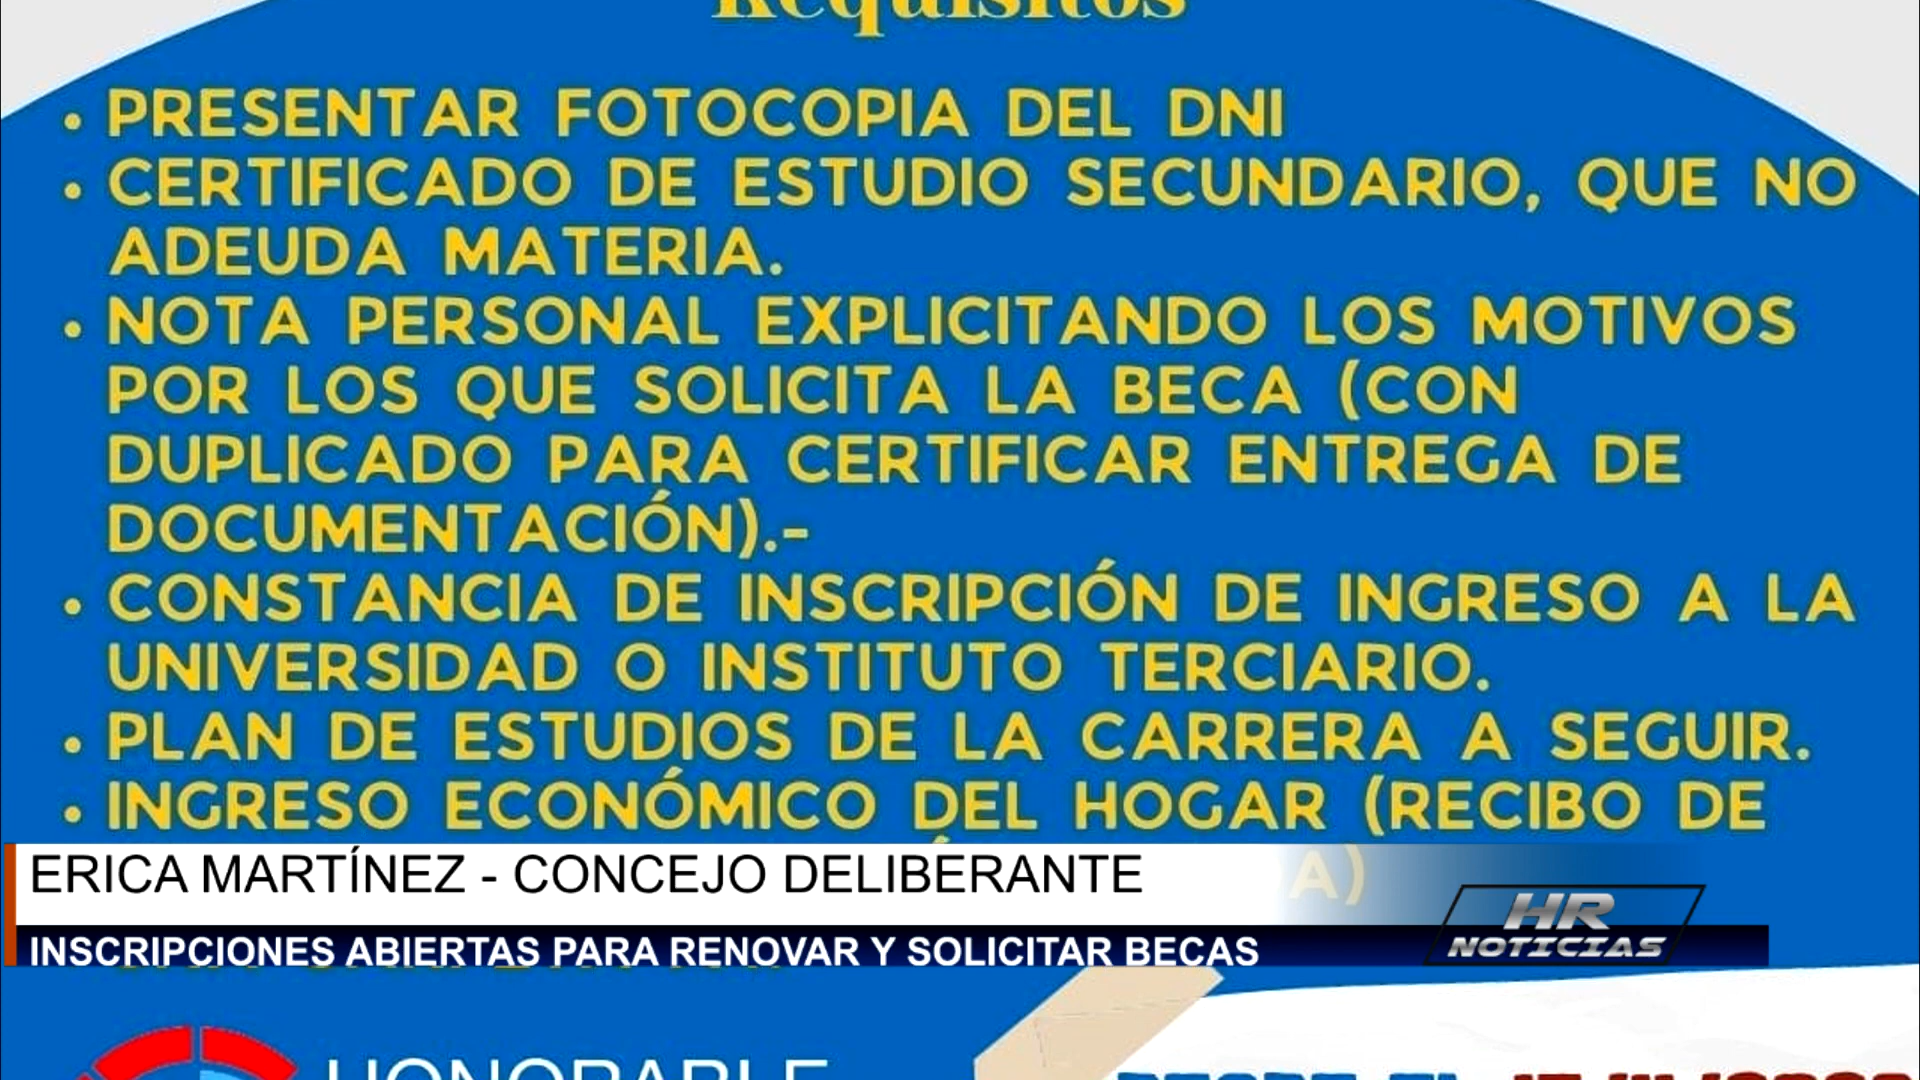 Requisitos
• PRESENTAR FOTOCOPIA DEL DNI
• CERTIFICADO DE ESTUDIO SECUNDARIO, QUE NO
ADEUDA MATERIA.
• NOTA PERSONAL EXPLICITANDO LOS MOTIVOS
POR LOS QUE SOLICITA LA BECA (CON
DUPLICADO PARA CERTIFICAR ENTREGA DE
DOCUMENTACIÓN).-
• CONSTANCIA DE INSCRIPCIÓN DE INGRESO A LA
UNIVERSIDAD O INSTITUTO TERCIARIO.
• PLAN DE ESTUDIOS DE LA CARRERA A SEGUIR.
• INGRESO ECONÓMICO DEL HOGAR (RECIBO DE
A)
ERICA MARTÍNEZ - CONCEJO DELIBERANTE
INSCRIPCIONES ABIERTAS PARA RENOVAR Y SOLICITAR BECAS
HR
NOTICIAS
HONORABLE